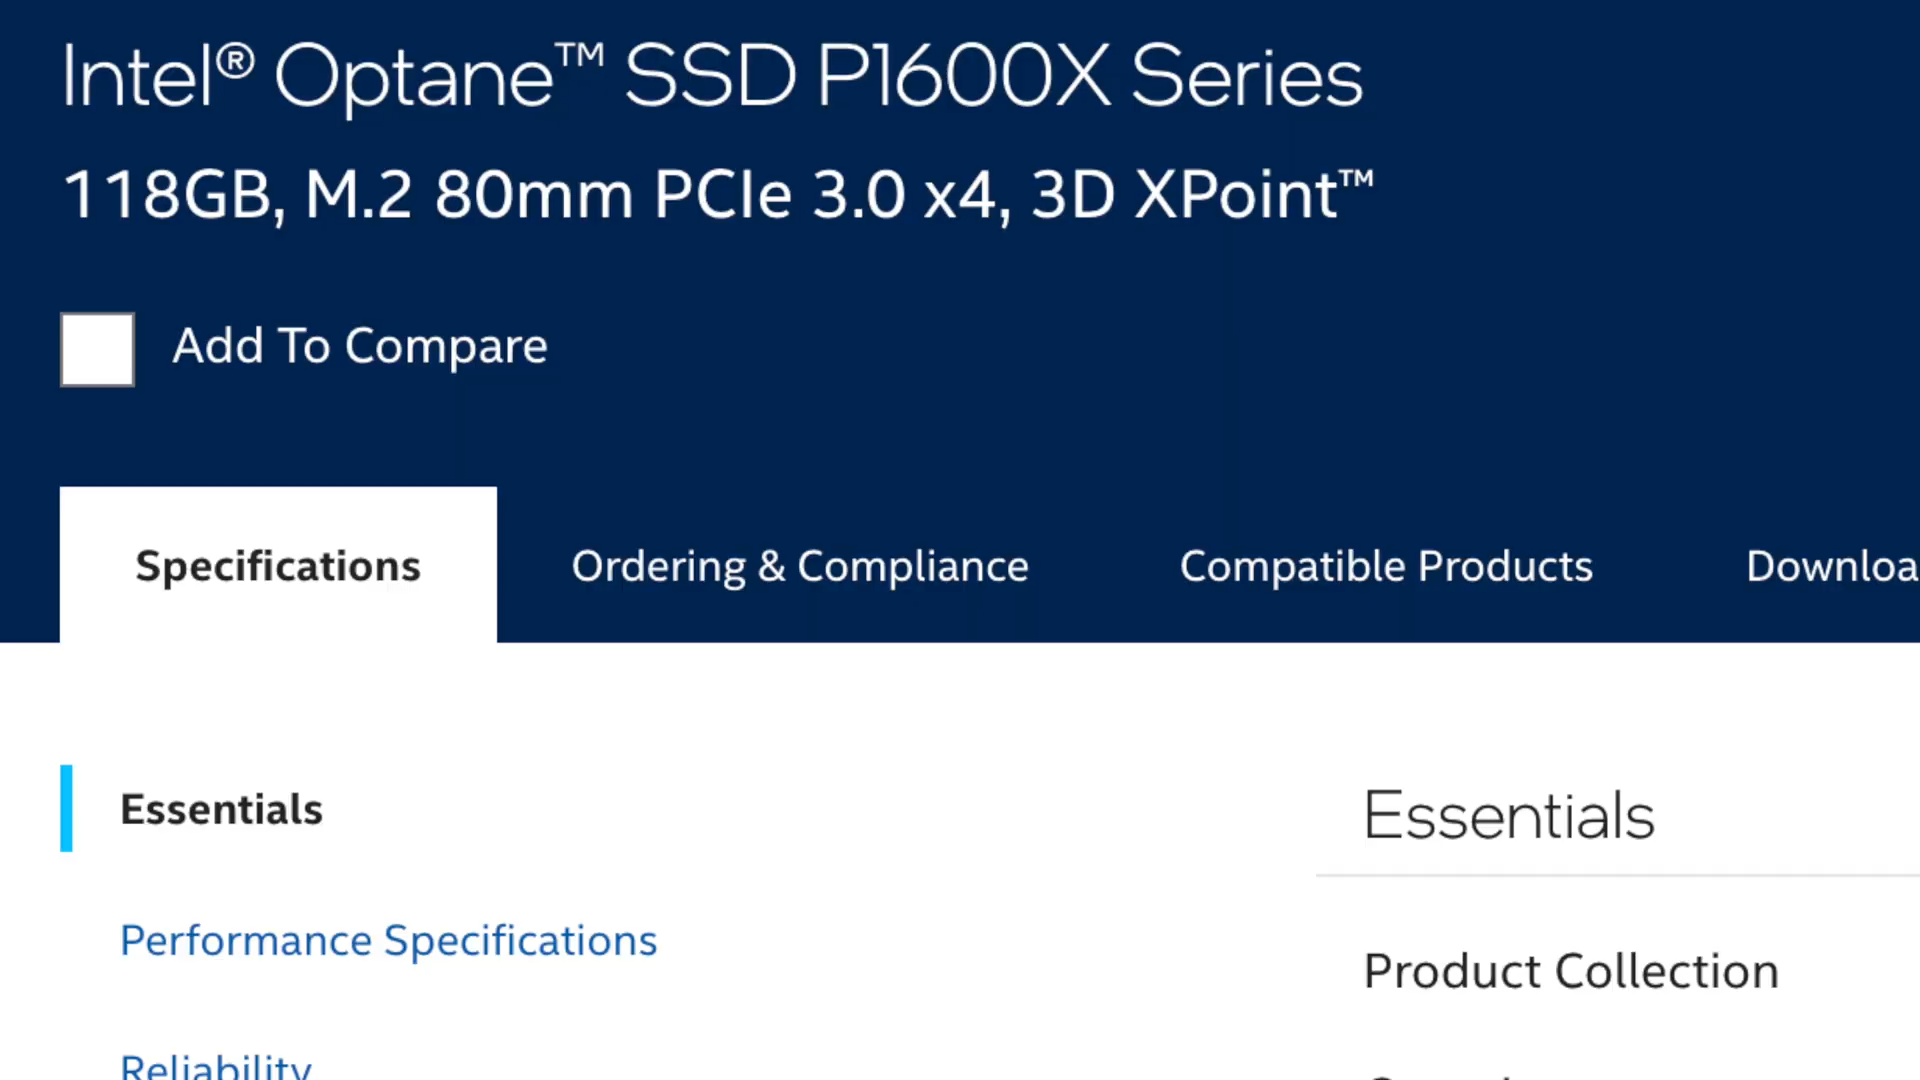 Intel® Optane™ SSD P1600X Series
118GB, M.2 80mm PCIe 3.0 x4, 3D XPoint™
Add To Compare
Specifications
Ordering & Compliance
Compatible Products
Downloa
Essentials
Performance Specifications
Reliability
Essentials
Product Collection